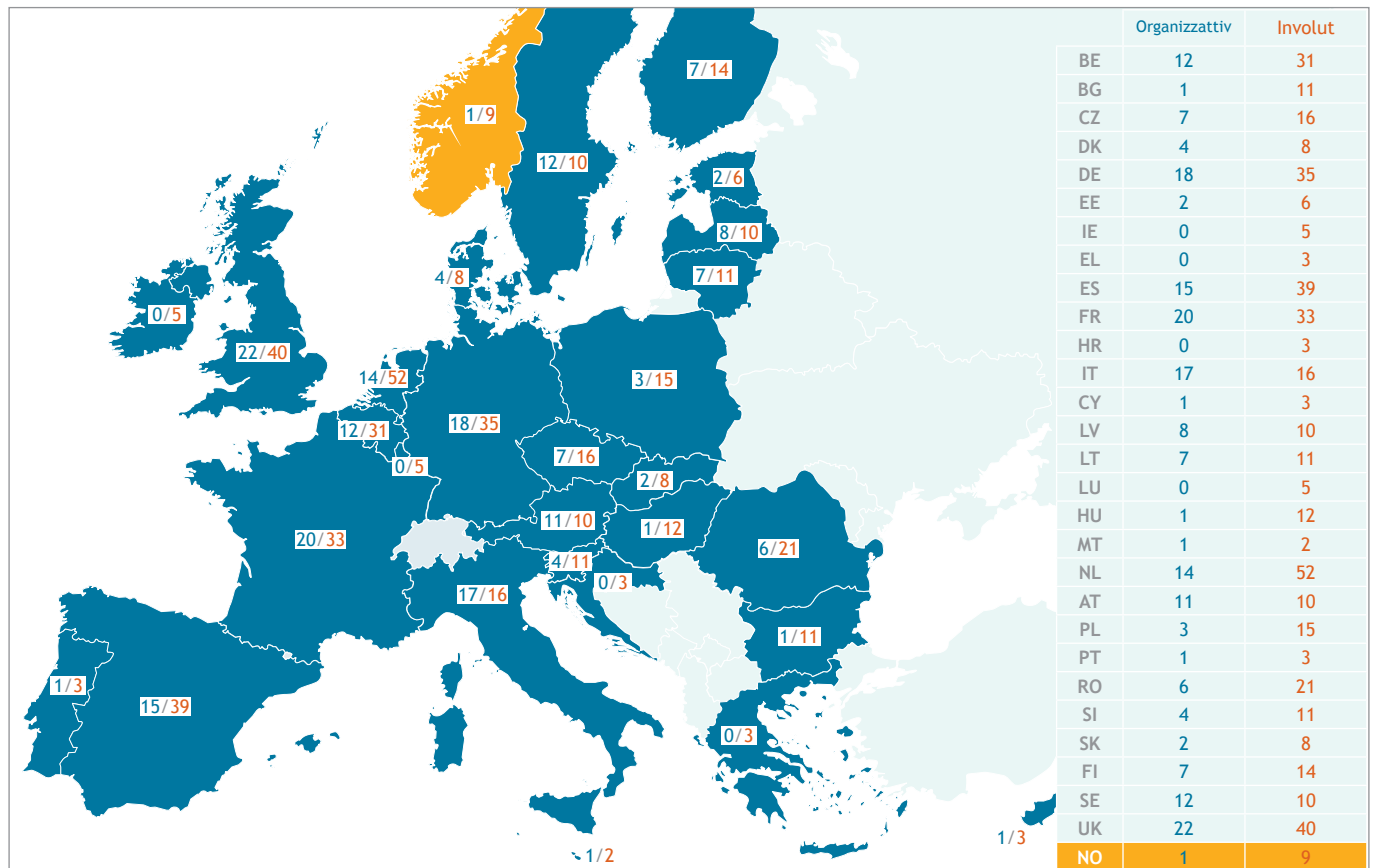 7/14
1/9
12/10
2/6
8/10
7/11
4/8
0/5
22/40
14/52
3/15
12/31
18/35
7/16
0/5
2/8
11/10
1/12
20/33
6/21
4/11
0/3
17/16
1/11
1/3
15/39
0/3
1/3
1/2
Organizzattiv Involut
BE 12 31
BG 1 11
CZ 7 16
DK 4 8
DE 18 35
EE 2 6
IE 0 5
EL 0 3
ES 15 39
FR 20 33
HR 0 3
IT 17 16
CY 1 3
LV 8 10
LT 7 11
LU 0 5
HU 1 12
MT 1 2
NL 14 52
AT 11 10
PL 3 15
PT 1 3
RO 6 21
SI 4 11
SK 2 8
FI 7 14
SE 12 10
UK 22 40
NO 1 9